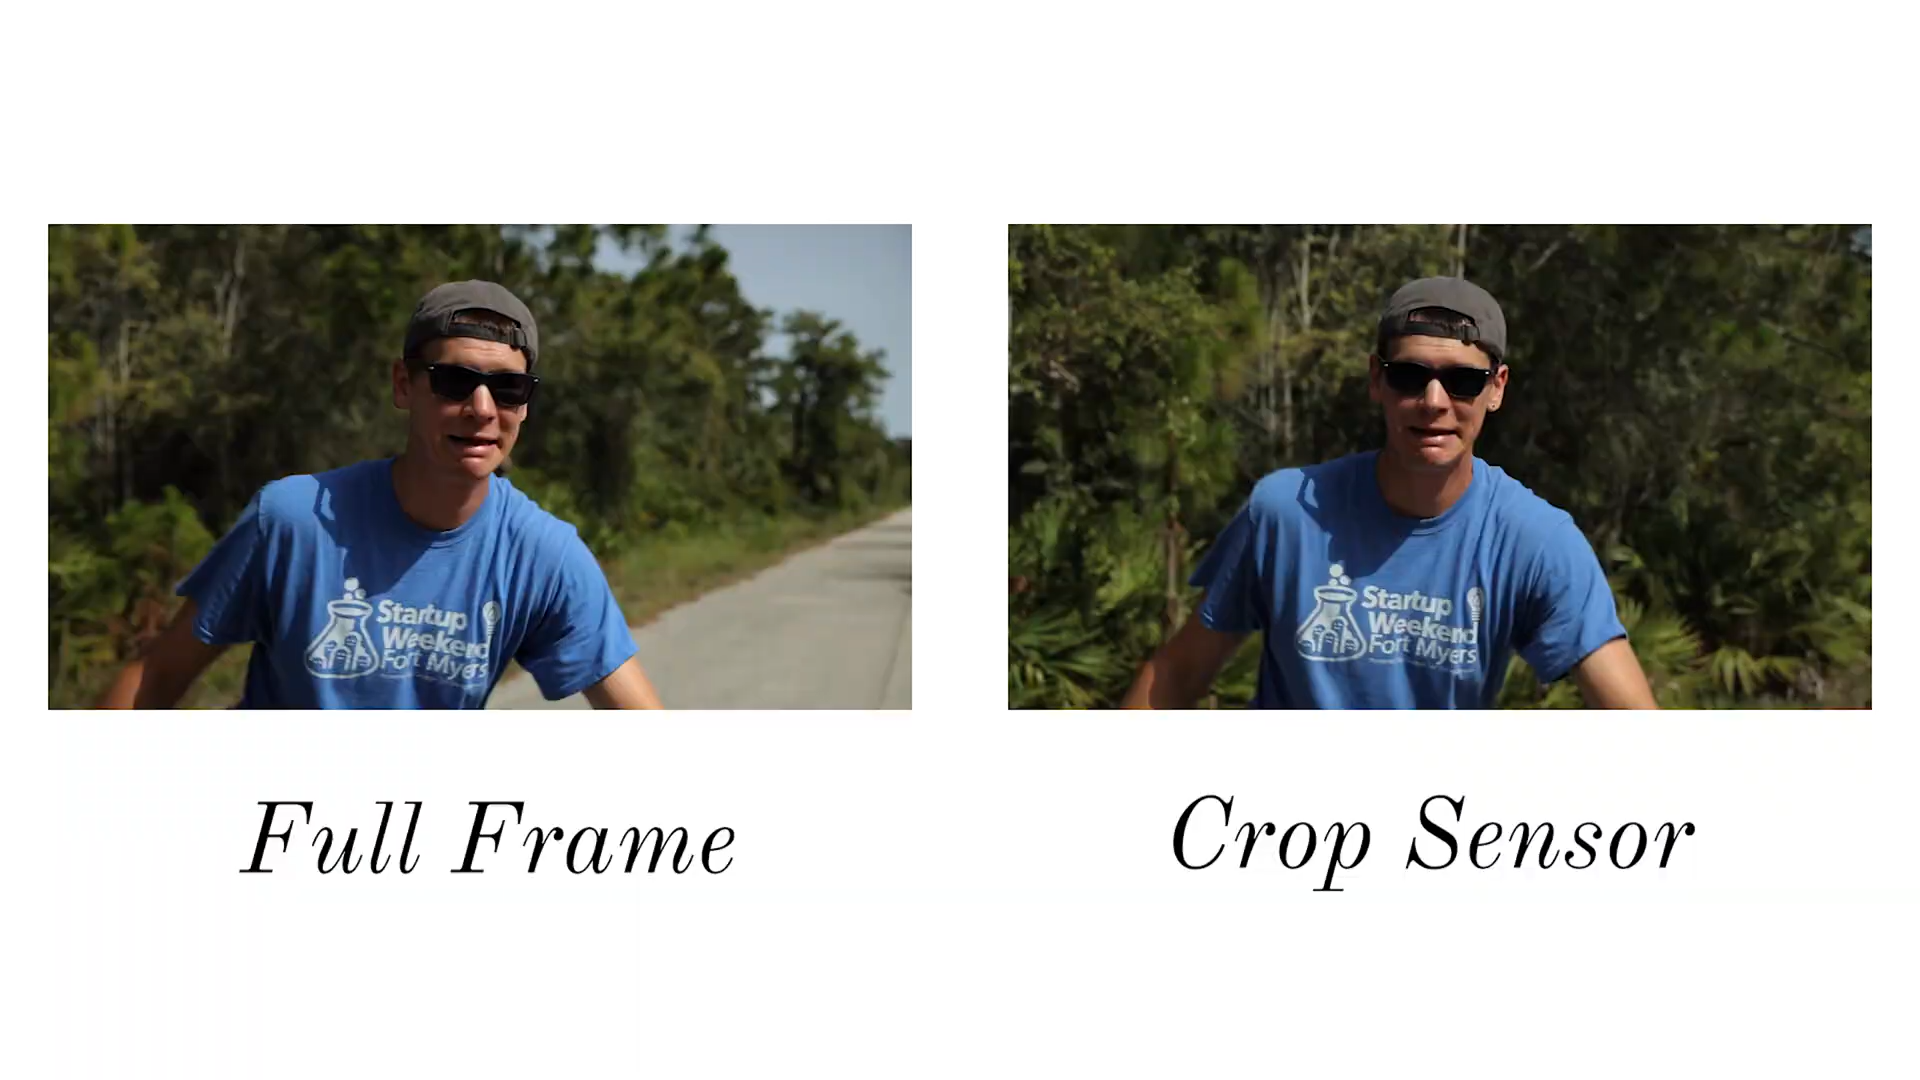 Startup
Weekend
Fort Myers
Startup
Weekend
Fort Myers
Full Frame
Crop Sensor